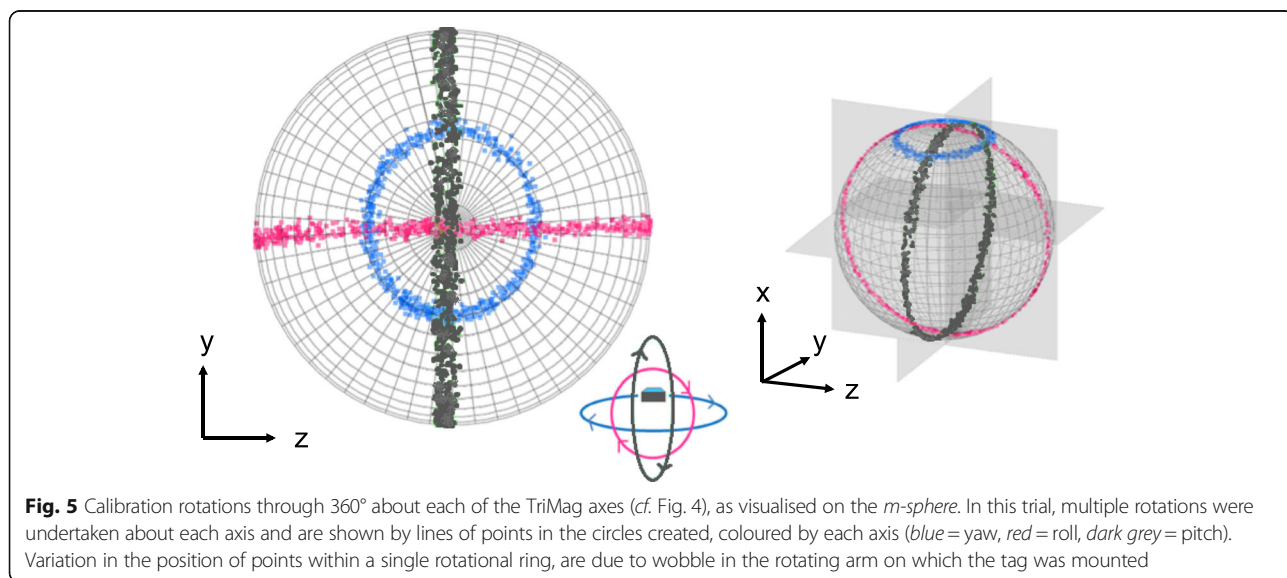 y
z
x
y
z
Fig. 5 Calibration rotations through 360° about each of the TriMag axes (cf. Fig. 4), as visualised on the m-sphere. In this trial, multiple rotations were
undertaken about each axis and are shown by lines of points in the circles created, coloured by each axis (blue = yaw, red = roll, dark grey = pitch).
Variation in the position of points within a single rotational ring, are due to wobble in the rotating arm on which the tag was mounted